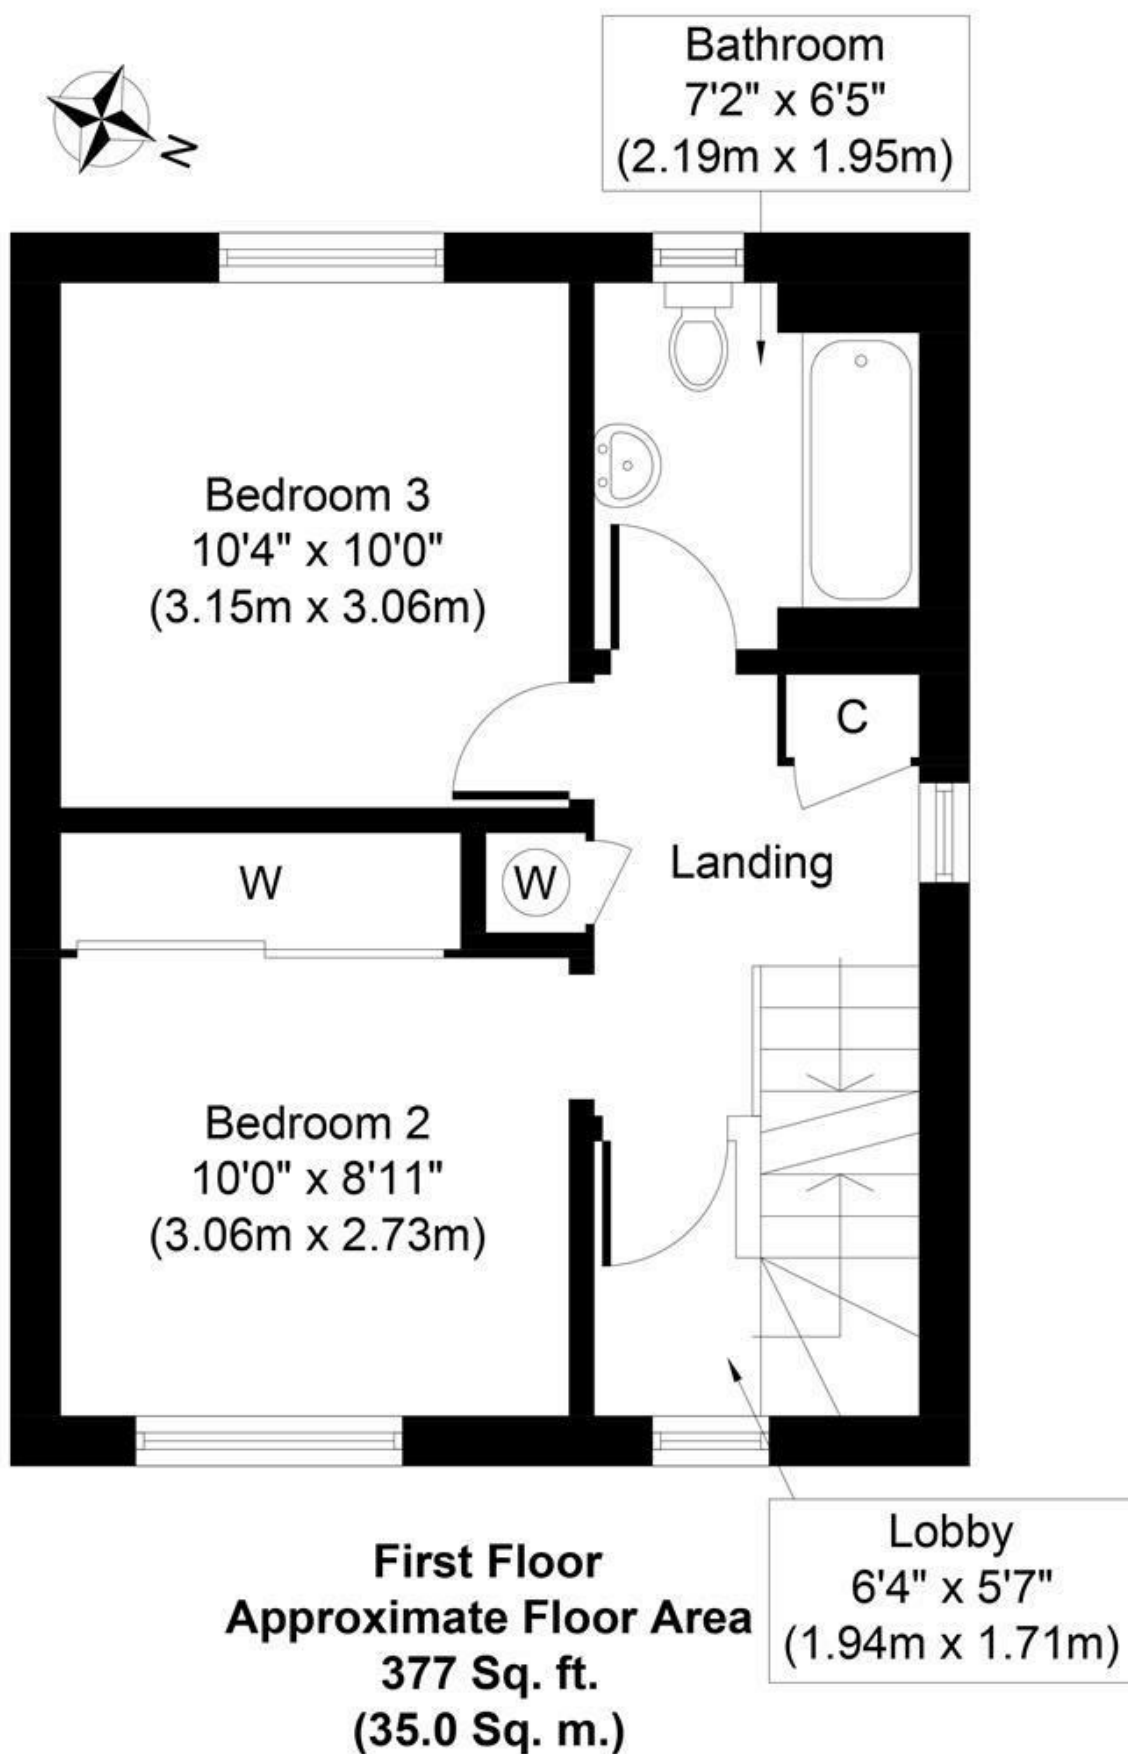 Bathroom
7'2" x 6'5"
(2.19m x 1.95m)
N
Bedroom 3
10'4" x 10'0"
(3.15m x 3.06m)
C
W
W
Landing
Bedroom 2
10'0" x 8'11"
(3.06m x 2.73m)
Lobby
6'4" x 5'7"
(1.94m x 1.71m)
First Floor
Approximate Floor Area
377 Sq. ft.
(35.0 Sq. m.)